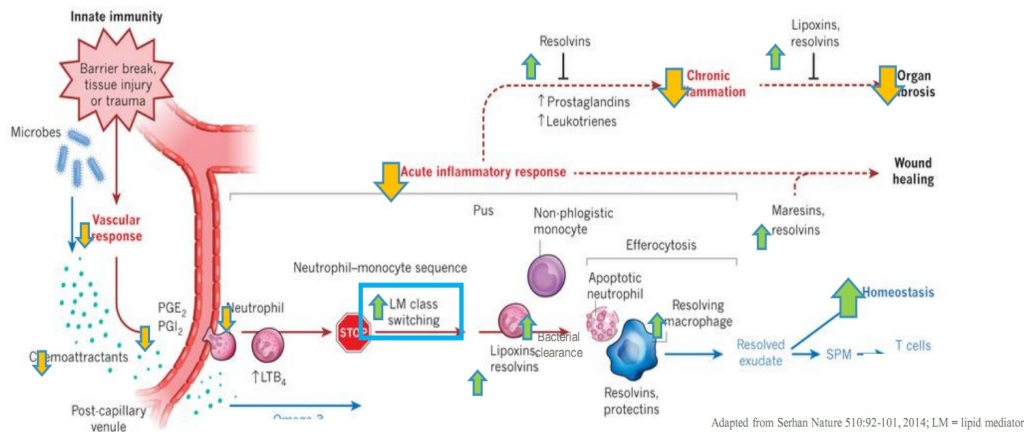 Innate immunity
Barrier break,
tissue injury
or trauma
Microbes
Vascular
response
PGE2
PGI2
Chemoattractants
Post-capillary
venule
Neutrophil
↑LTB4
Neutrophil–monocyte sequence
STOP
LM class
switching
Lipoxins,
resolvins
Bacterial
clearance
Pus
Non-phlogistic
monocyte
Efferocytosis
Apoptotic
neutrophil
Resolving
macrophage
Resolvins,
protectins
Resolved
exudate
SPM
T cells
Homeostasis
Acute inflammatory response
Resolvins
↑Prostaglandins
↑Leukotrienes
Chronic
Lipoxins,
resolvins
Organ
Wound
healing
Maresins,
resolvins
Adapted from Serhan Nature 510:92-101, 2014; LM = lipid mediator